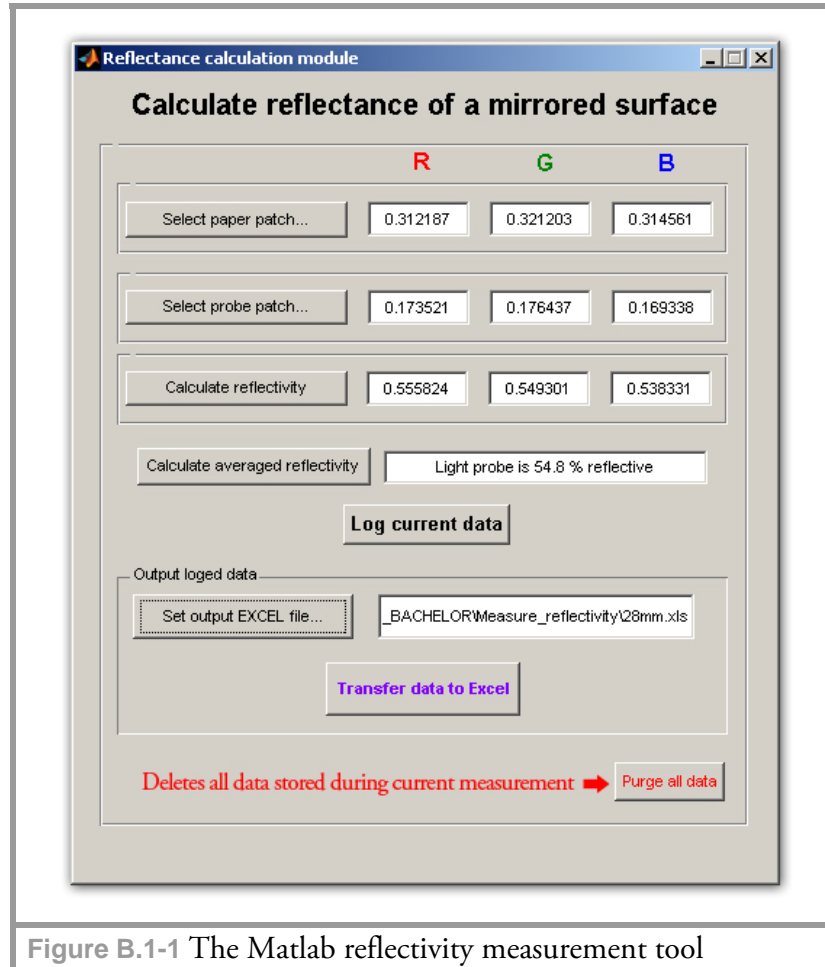 Reflectance calculation module
Calculate reflectance of a mirrored surface
R G B
Select paper patch... 0.312187 0.321203 0.314561
Select probe patch... 0.173521 0.176437 0.169338
Calculate reflectivity 0.555824 0.549301 0.538331
Calculate averaged reflectivity Light probe is 54.8 % reflective
Log current data
Output loged data
Set output EXCEL file... _BACHELOR\Measure_reflectivity\28mm.xls
Transfer data to Excel
Deletes all data stored during current measurement Purge all data
Figure B.1-1 The Matlab reflectivity measurement tool